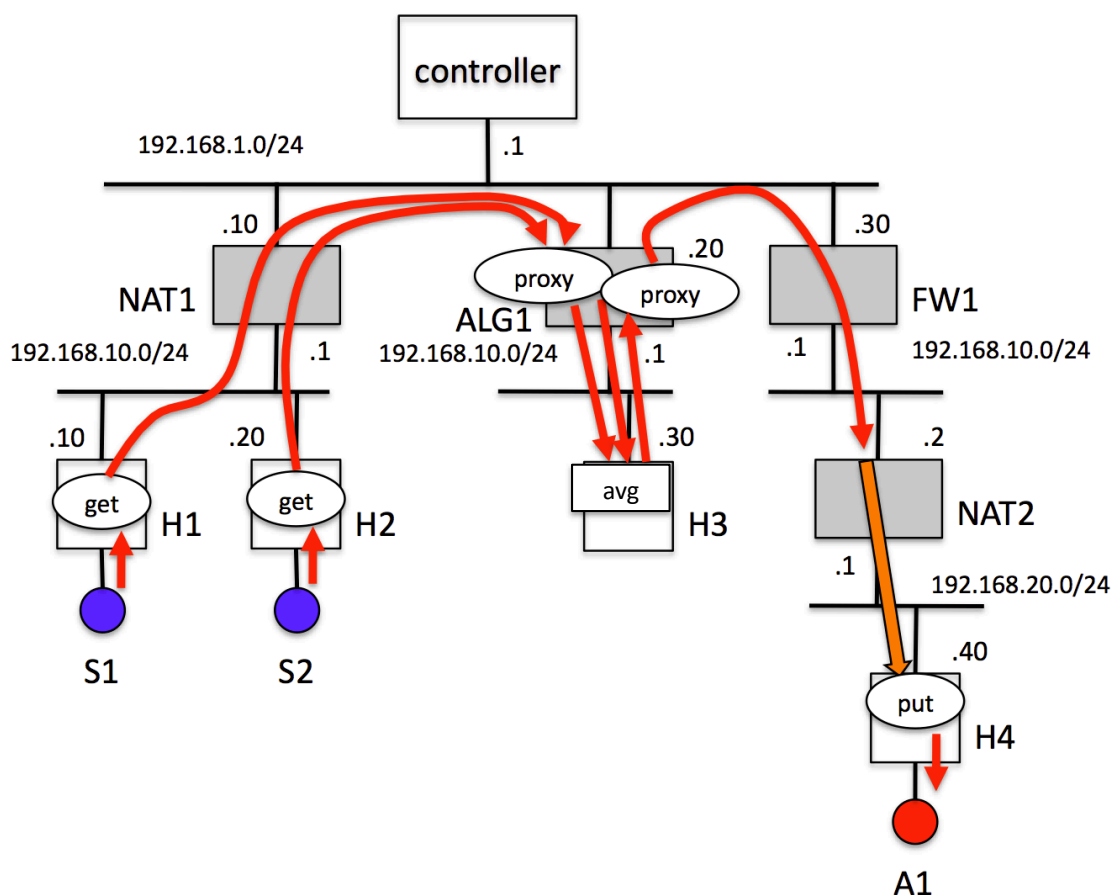 controller
192.168.1.0/24
.1
.10
.20
.30
proxy
proxy
NAT1
ALG1
FW1
192.168.10.0/24
.1
192.168.10.0/24
.1
.1
192.168.10.0/24
.10
.20
.30
.2
get
H1
get
H2
avg
H3
NAT2
.1
192.168.20.0/24
S1
S2
.40
put
H4
A1